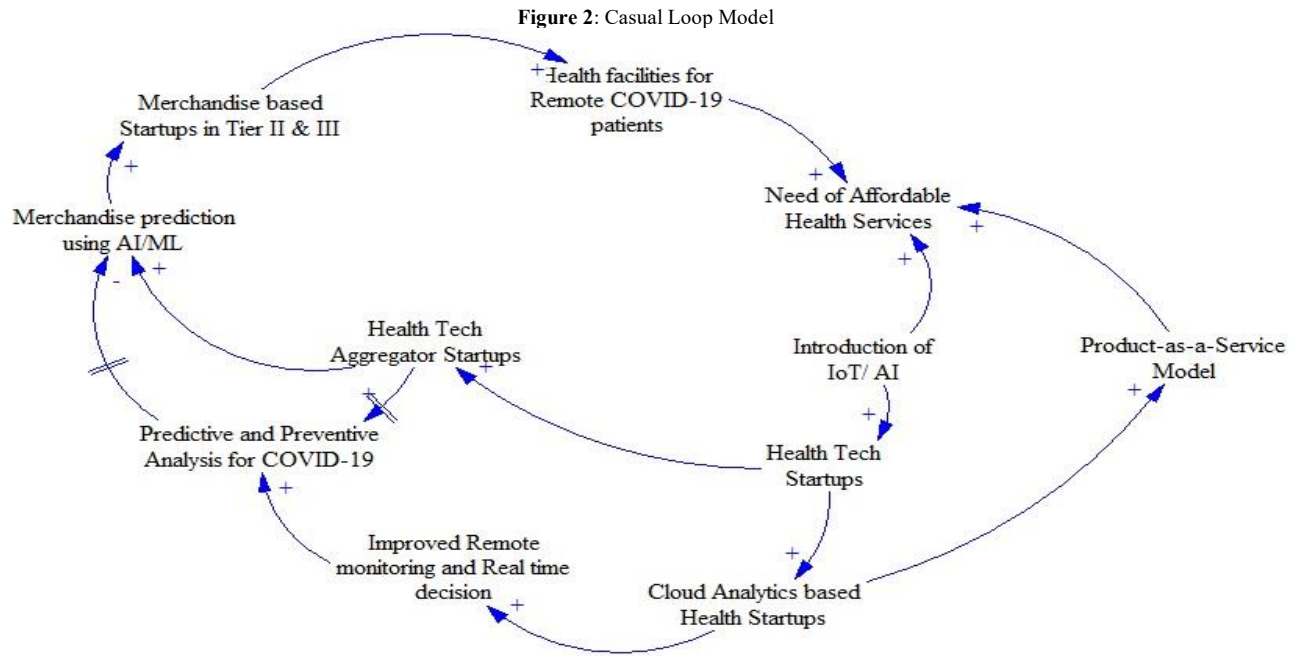 Figure 2: Casual Loop Model
+
Health facilities for
Remote COVID-19
patients
Merchandise based
Startups in Tier II & III
+
+
Need of Affordable
Health Services
+
+
Merchandise prediction
using AI/ML
-
+
Health Tech
Aggregator Startups
+
+
Introduction of
IoT/ AI
+
Product-as-a-Service
Model
+
Predictive and Preventive
Analysis for COVID-19
+
Health Tech
Startups
+
Improved Remote
monitoring and Real time
decision
+
Cloud Analytics based
Health Startups